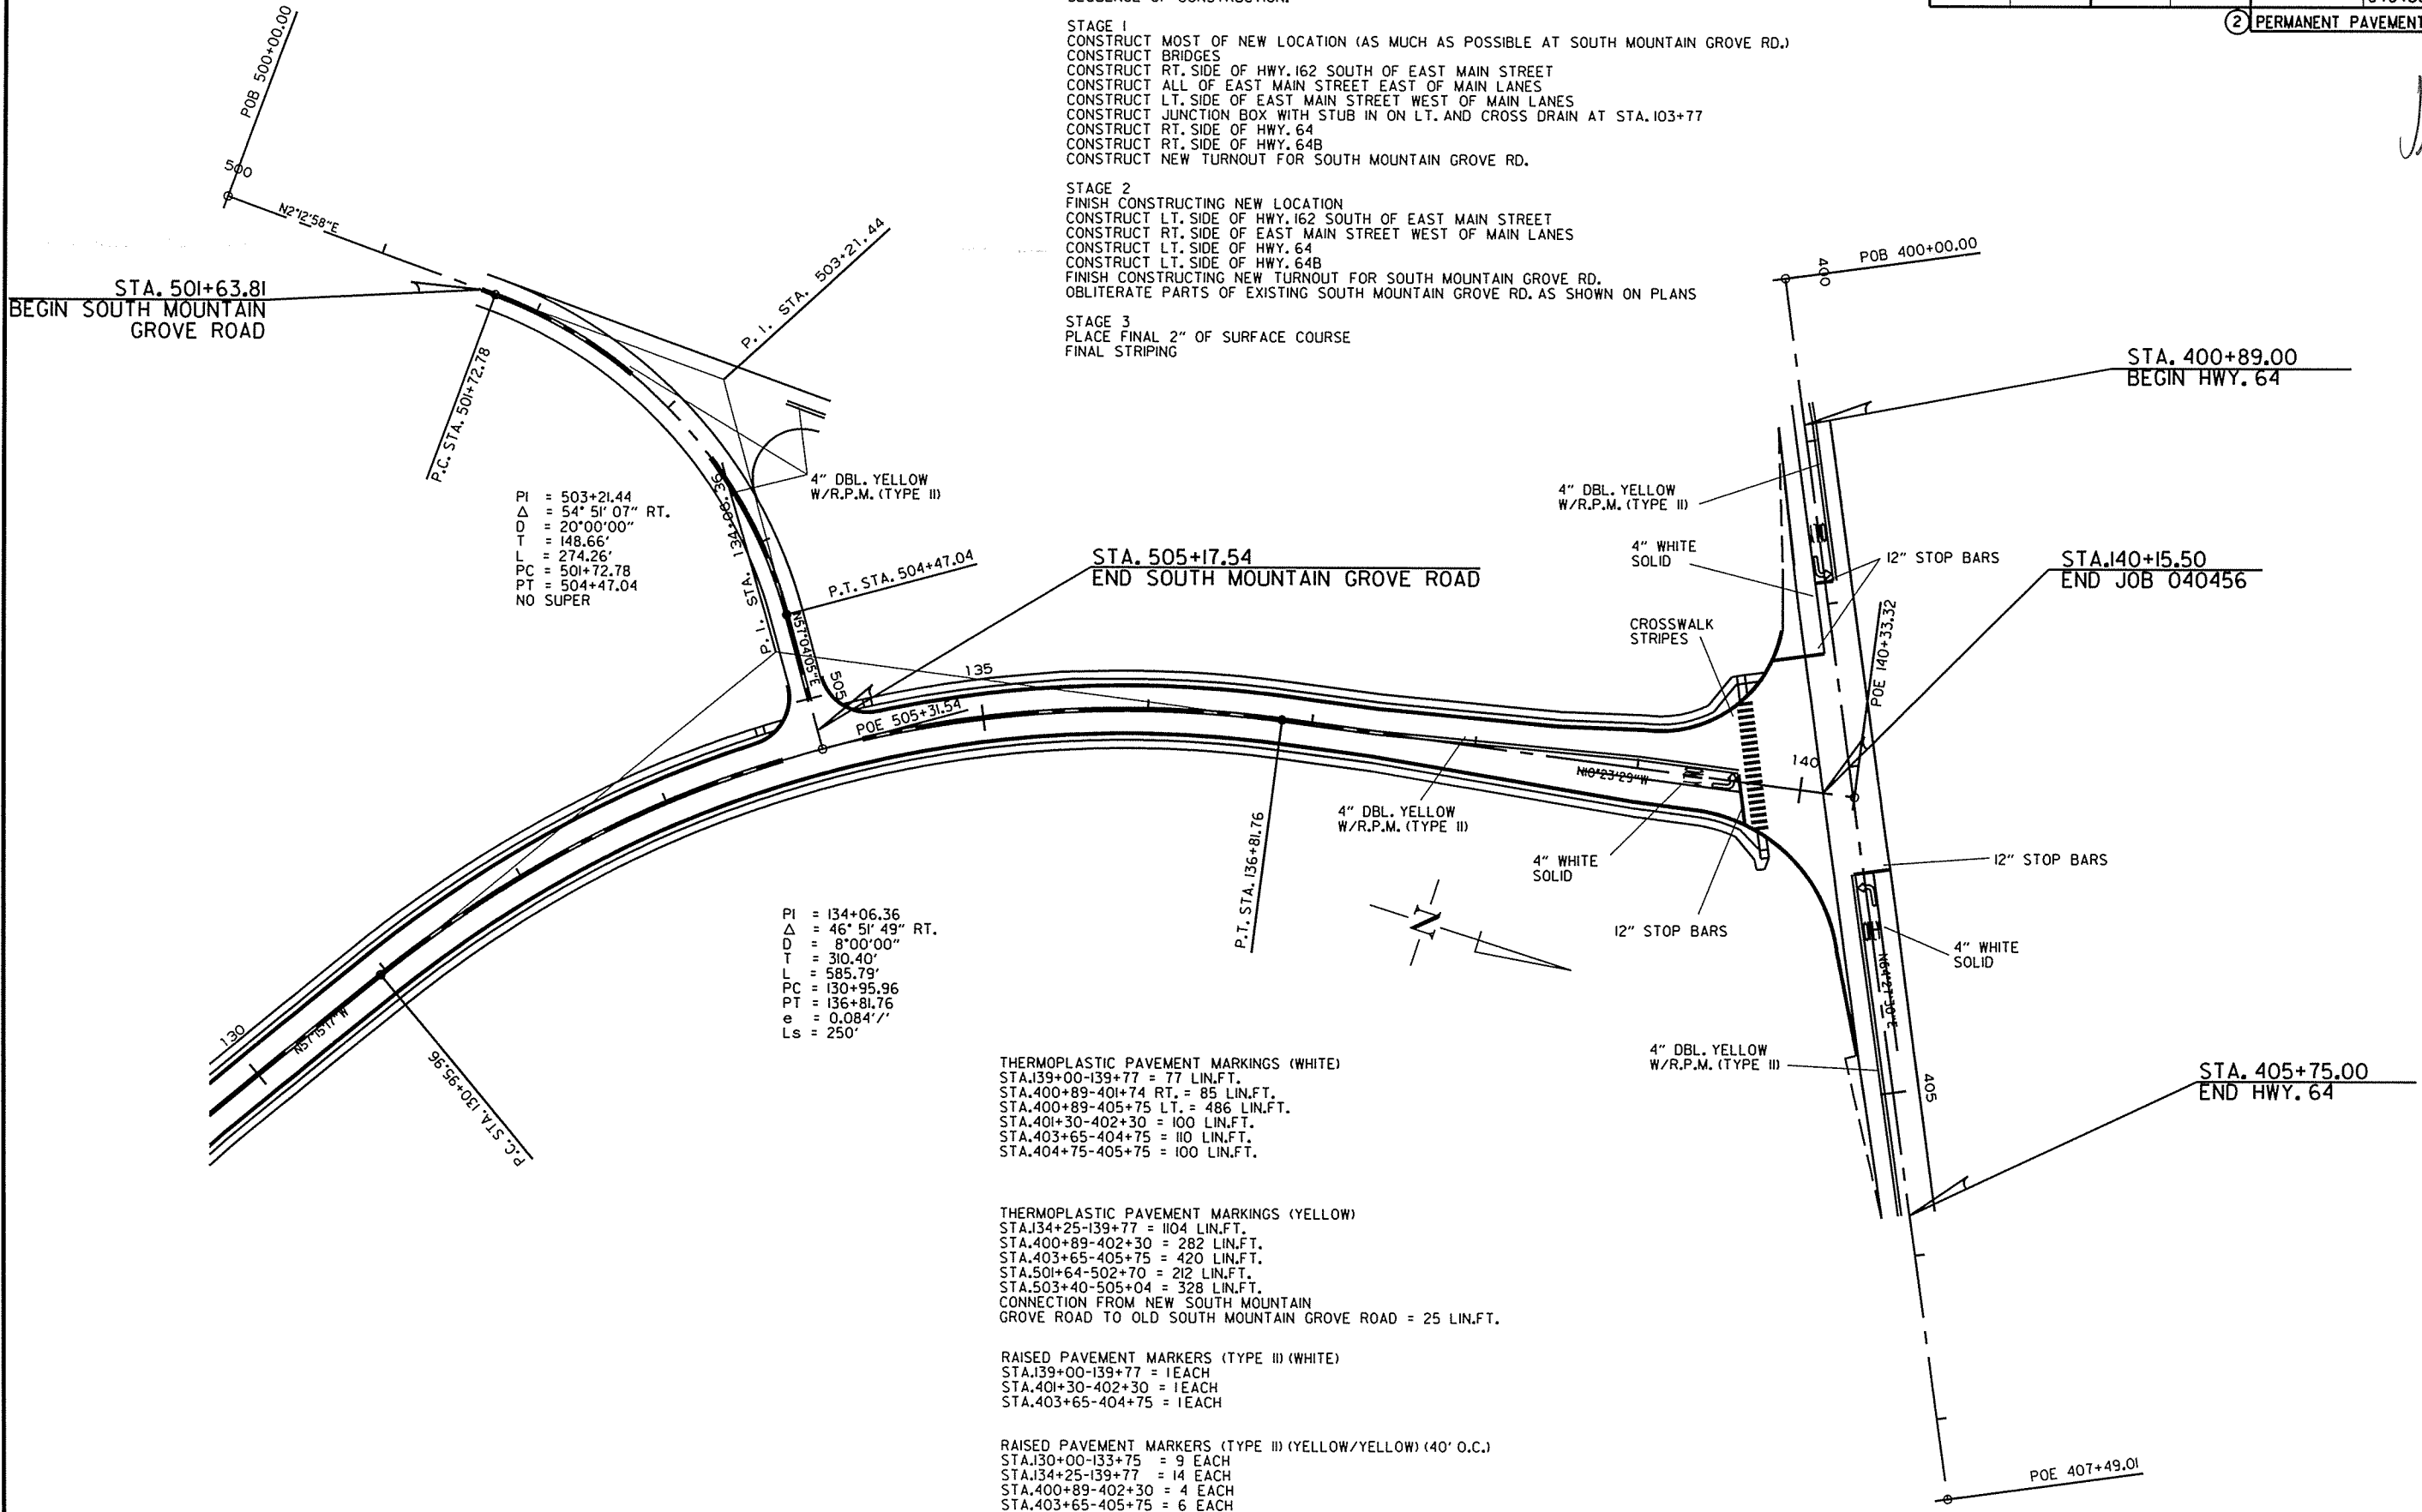 STAGE 1
CONSTRUCT MOST OF NEW LOCATION (AS MUCH AS POSSIBLE AT SOUTH MOUNTAIN GROVE RD.)
CONSTRUCT BRIDGES
CONSTRUCT RT. SIDE OF HWY. 162 SOUTH OF EAST MAIN STREET
CONSTRUCT ALL OF EAST MAIN STREET EAST OF MAIN LANES
CONSTRUCT LT. SIDE OF EAST MAIN STREET WEST OF MAIN LANES
CONSTRUCT JUNCTION BOX WITH STUB IN ON LT. AND CROSS DRAIN AT STA. 103+77
CONSTRUCT RT. SIDE OF HWY. 64
CONSTRUCT RT. SIDE OF HWY. 64B
CONSTRUCT NEW TURNOUT FOR SOUTH MOUNTAIN GROVE RD.
STAGE 2
FINISH CONSTRUCTING NEW LOCATION
CONSTRUCT LT. SIDE OF HWY. 162 SOUTH OF EAST MAIN STREET
CONSTRUCT RT. SIDE OF EAST MAIN STREET WEST OF MAIN LANES
CONSTRUCT LT. SIDE OF HWY. 64
CONSTRUCT LT. SIDE OF HWY. 64B
FINISH CONSTRUCTING NEW TURNOUT FOR SOUTH MOUNTAIN GROVE RD.
OBLITERATE PARTS OF EXISTING SOUTH MOUNTAIN GROVE RD. AS SHOWN ON PLANS
STAGE 3
PLACE FINAL 2" OF SURFACE COURSE
FINAL STRIPING
2 PERMANENT PAVEMENT
POB 500+00.00
500
N2°12'58"E
STA. 501+63.81
BEGIN SOUTH MOUNTAIN
GROVE ROAD
P.C. STA. 501+72.78
P. I. STA. 503+21.44
4" DBL. YELLOW
W/R.P.M. (TYPE II)
PI = 503+21.44
Δ = 54° 51' 07" RT.
D = 20°00'00"
T = 148.66'
L = 274.26'
PC = 501+72.78
PT = 504+47.04
NO SUPER
P. I. STA. 134+06.36
P.T. STA. 504+47.04
N57°04'05"E
505
STA. 505+17.54
END SOUTH MOUNTAIN GROVE ROAD
POE 505+31.54
135
POB 400+00.00
400
STA. 400+89.00
BEGIN HWY. 64
4" DBL. YELLOW
W/R.P.M. (TYPE II)
4" WHITE
SOLID
12" STOP BARS
STA. 140+15.50
END JOB 040456
CROSSWALK
STRIPES
POE 140+33.32
140
N10°23'29"W
4" DBL. YELLOW
W/R.P.M. (TYPE II)
P.T. STA. 136+81.76
4" WHITE
SOLID
12" STOP BARS
12" STOP BARS
4" WHITE
SOLID
N64°27'30"E
4" DBL. YELLOW
W/R.P.M. (TYPE II)
405
STA. 405+75.00
END HWY. 64
POE 407+49.01
N
PI = 134+06.36
Δ = 46° 51' 49" RT.
D = 8°00'00"
T = 310.40'
L = 585.79'
PC = 130+95.96
PT = 136+81.76
e = 0.084'/'
Ls = 250'
130
N57°15'17"W
P.C. STA. 130+95.96
THERMOPLASTIC PAVEMENT MARKINGS (WHITE)
STA.139+00-139+77 = 77 LIN.FT.
STA.400+89-401+74 RT. = 85 LIN.FT.
STA.400+89-405+75 LT. = 486 LIN.FT.
STA.401+30-402+30 = 100 LIN.FT.
STA.403+65-404+75 = 110 LIN.FT.
STA.404+75-405+75 = 100 LIN.FT.
THERMOPLASTIC PAVEMENT MARKINGS (YELLOW)
STA.134+25-139+77 = 1104 LIN.FT.
STA.400+89-402+30 = 282 LIN.FT.
STA.403+65-405+75 = 420 LIN.FT.
STA.501+64-502+70 = 212 LIN.FT.
STA.503+40-505+04 = 328 LIN.FT.
CONNECTION FROM NEW SOUTH MOUNTAIN
GROVE ROAD TO OLD SOUTH MOUNTAIN GROVE ROAD = 25 LIN.FT.
RAISED PAVEMENT MARKERS (TYPE II) (WHITE)
STA.139+00-139+77 = 1 EACH
STA.401+30-402+30 = 1 EACH
STA.403+65-404+75 = 1 EACH
RAISED PAVEMENT MARKERS (TYPE II) (YELLOW/YELLOW) (40' O.C.)
STA.130+00-133+75 = 9 EACH
STA.134+25-139+77 = 14 EACH
STA.400+89-402+30 = 4 EACH
STA.403+65-405+75 = 6 EACH